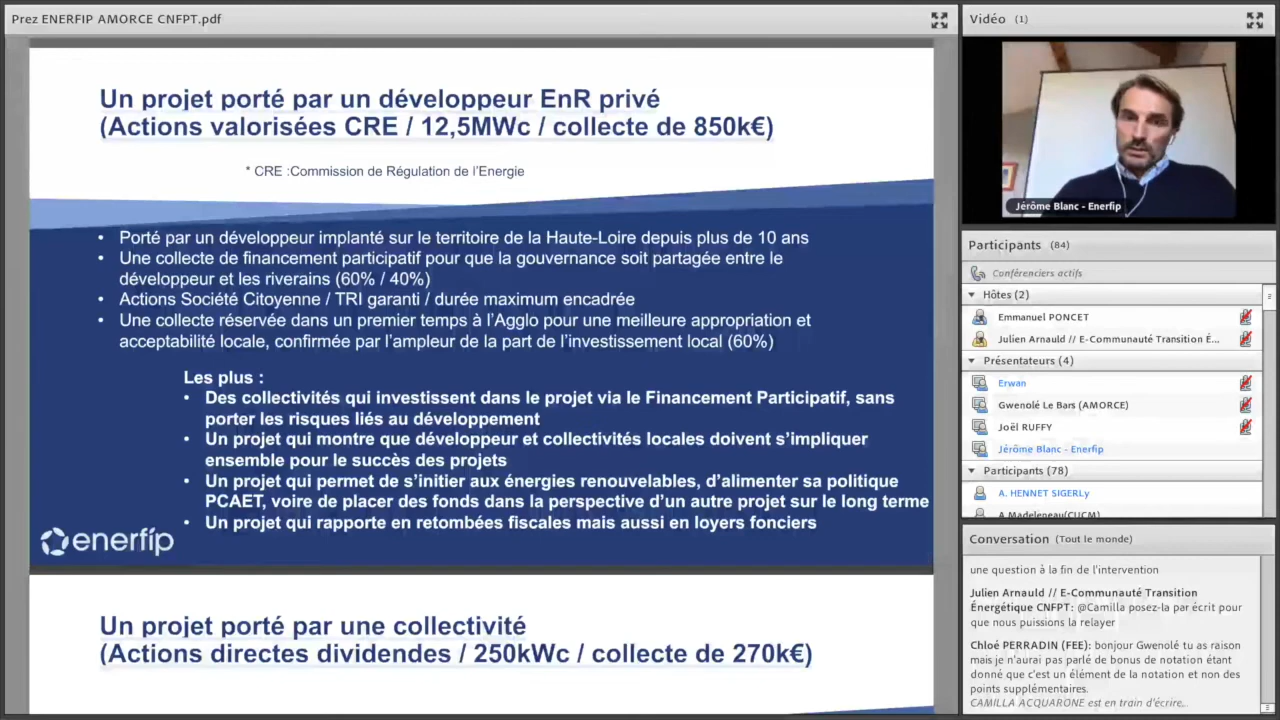 Prez ENERFIP AMORCE CNFPT.pdf
Un projet porté par un développeur EnR privé
(Actions valorisées CRE / 12,5MWc / collecte de 850k€)
* CRE :Commission de Régulation de l'Energie
• Porté par un développeur implanté sur le territoire de la Haute-Loire depuis plus de 10 ans
• Une collecte de financement participatif pour que la gouvernance soit partagée entre le
développeur et les riverains (60% / 40%)
• Actions Société Citoyenne / TRI garanti / durée maximum encadrée
• Une collecte réservée dans un premier temps à l'Agglo pour une meilleure appropriation et
acceptabilité locale, confirmée par l'ampleur de la part de l'investissement local (60%)
Les plus :
• Des collectivités qui investissent dans le projet via le Financement Participatif, sans
porter les risques liés au développement
• Un projet qui montre que développeur et collectivités locales doivent s'impliquer
ensemble pour le succès des projets
• Un projet qui permet de s'initier aux énergies renouvelables, d'alimenter sa politique
PCAET, voire de placer des fonds dans la perspective d'un autre projet sur le long terme
• Un projet qui rapporte en retombées fiscales mais aussi en loyers fonciers
enerfip
Un projet porté par une collectivité
(Actions directes dividendes / 250kWc / collecte de 270k€)
Vidéo (1)
Jérôme Blanc - Enerfip
Participants (84)
Conférenciers actifs
Hôtes (2)
Emmanuel PONCET
Julien Arnauld // E-Communauté Transition É...
Présentateurs (4)
Erwan
Gwenolé Le Bars (AMORCE)
Joël RUFFY
Jérôme Blanc - Enerfip
Participants (78)
A. HENNET SIGERLy
A.Madeleneau(CUCM)
Conversation (Tout le monde)
une question à la fin de l'intervention
Julien Arnauld // E-Communauté Transition
Énergétique CNFPT: @Camilla posez-la par écrit pour
que nous puissions la relayer
Chloé PERRADIN (FEE): bonjour Gwenolé tu as raison
mais je n'aurai pas parlé de bonus de notation étant
donné que c'est un élément de la notation et non des
points supplémentaires.
CAMILLA ACQUARONE est en train d'écrire...